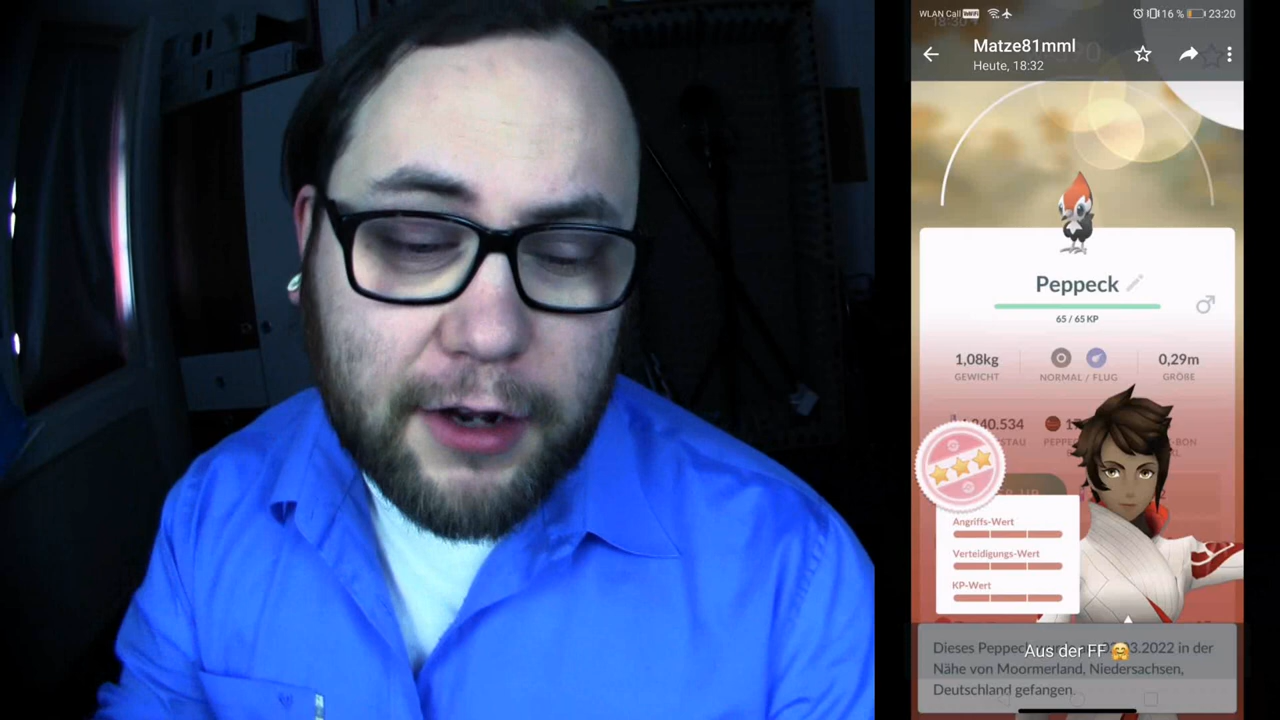 WLAN Call VoWiFi 16 % 23:20
Matze81mml
Heute, 18:32
Peppeck
65 / 65 KP
1,08kg
NORMAL / FLUG
0,29m
GEWICHT
GRÖßE
Angriffs-Wert
Verteidigungs-Wert
KP-Wert
Dieses Peppeck 3.2022 in der
Aus der FF 🤗
Nähe von Moormerland, Niedersachsen,
Deutschland gefangen.